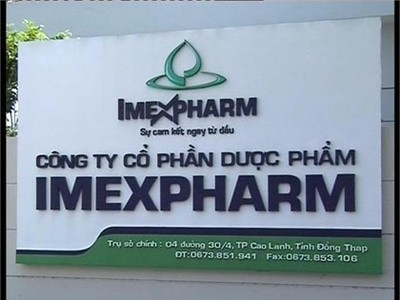 IMEXPHARM
Sự cam kết ngay từ đầu
CÔNG TY CỔ PHẦN DƯỢC PHẨM
IMEXPHARM
Trụ sở chính : 04 đường 30/4, TP Cao Lãnh, Tỉnh Đồng Tháp
ĐT:0673.851.941 Fax:0673.853.106